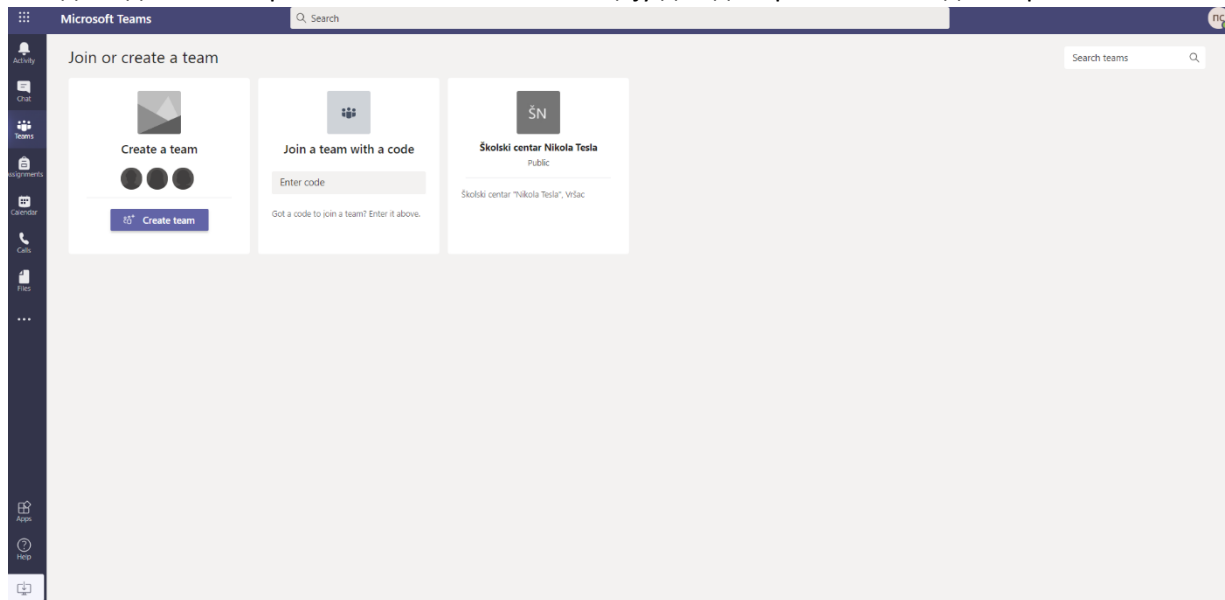 Microsoft Teams
Search
Activity
Chat
Teams
Assignments
Calendar
Calls
Files
Apps
Help
Join or create a team
Search teams
Create a team
Create team
Join a team with a code
Enter code
Got a code to join a team? Enter it above.
ŠN
Školski centar Nikola Tesla
Public
Školski centar "Nikola Tesla", Vršac